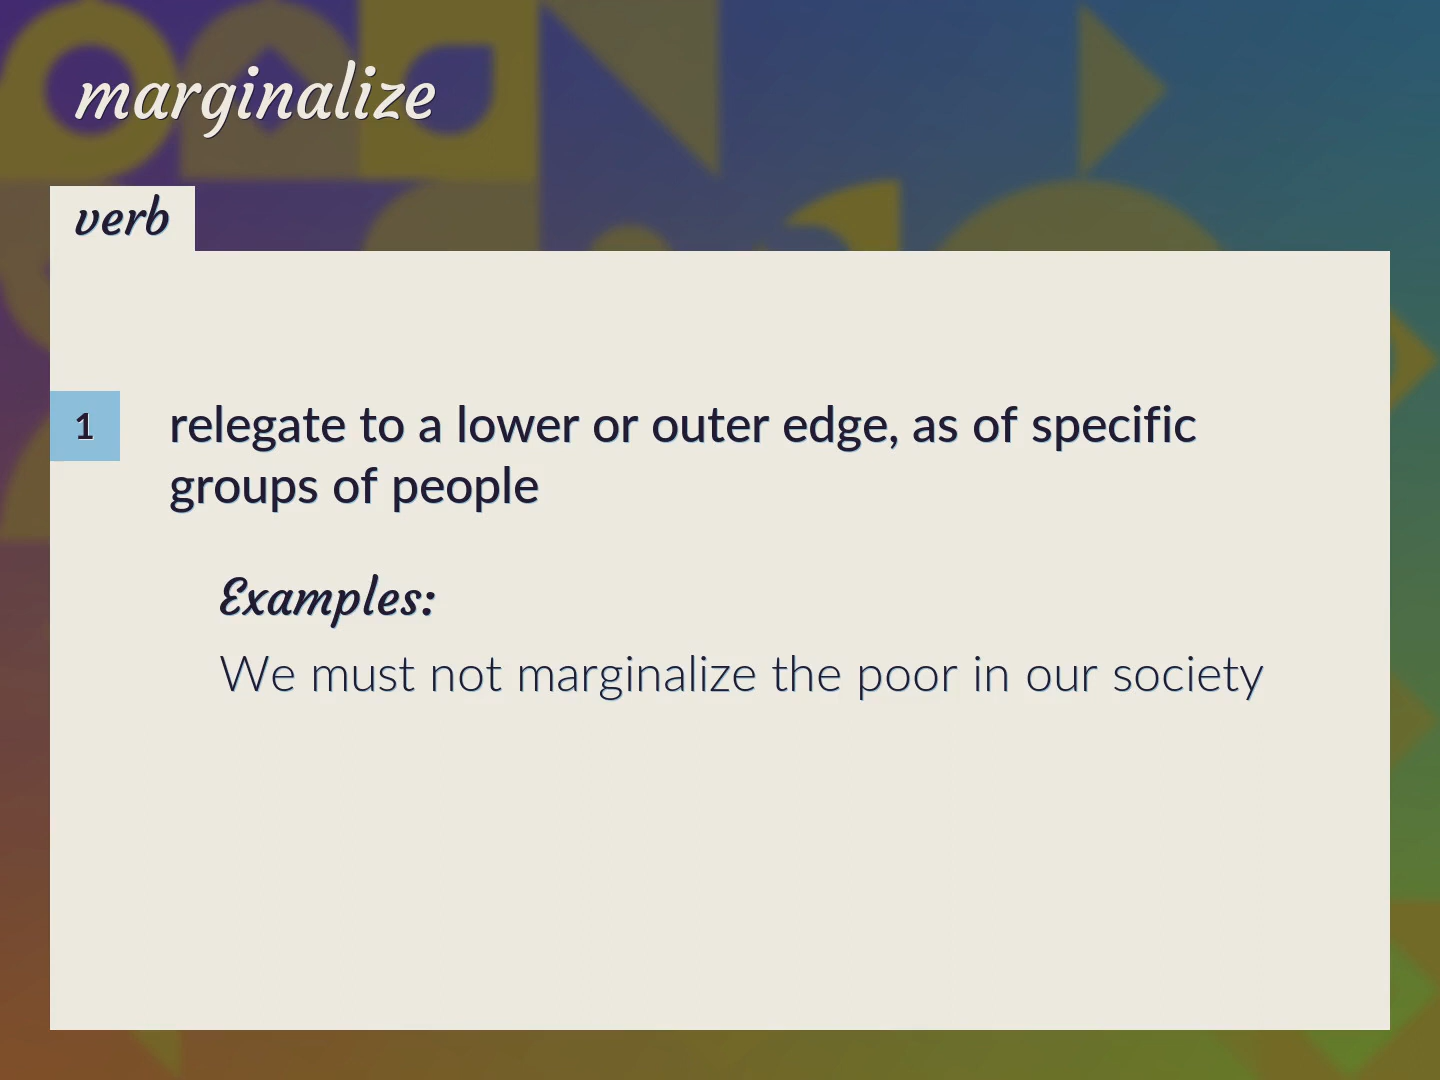 marginalize
verb
1
relegate to a lower or outer edge, as of specific
groups of people
Examples:
We must not marginalize the poor in our society